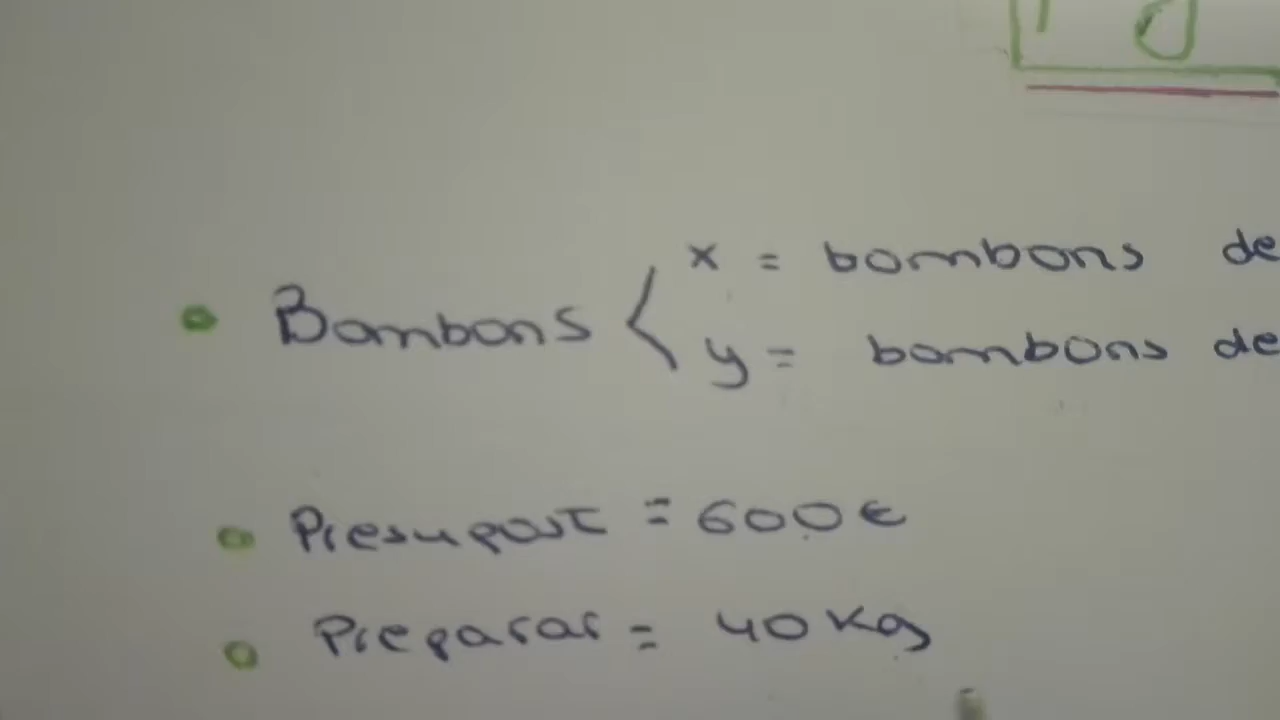 Bombons
x = bombons de
y = bombons de
Presupost = 600€
Preparar = 40 Kg